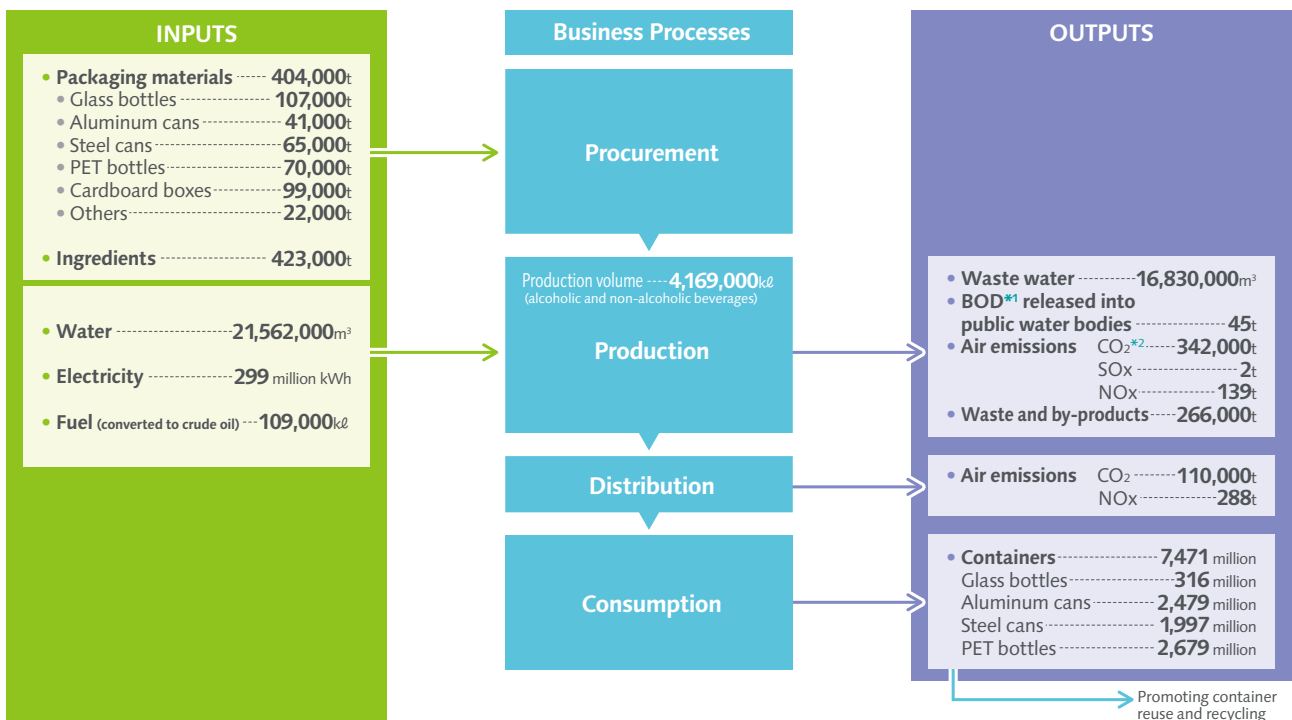 INPUTS
• Packaging materials 404,000t
• Glass bottles 107,000t
• Aluminum cans 41,000t
• Steel cans 65,000t
• PET bottles 70,000t
• Cardboard boxes 99,000t
• Others 22,000t
• Ingredients 423,000t
• Water 21,562,000m³
• Electricity 299 million kWh
• Fuel (converted to crude oil) 109,000kℓ
Business Processes
Procurement
Production volume 4,169,000kℓ
(alcoholic and non-alcoholic beverages)
Production
Distribution
Consumption
OUTPUTS
• Waste water 16,830,000m³
• BOD*1 released into
public water bodies 45t
• Air emissions CO₂*2 342,000t
SOx 2t
NOx 139t
• Waste and by-products 266,000t
• Air emissions CO₂ 110,000t
NOx 288t
• Containers 7,471 million
Glass bottles 316 million
Aluminum cans 2,479 million
Steel cans 1,997 million
PET bottles 2,679 million
Promoting container
reuse and recycling